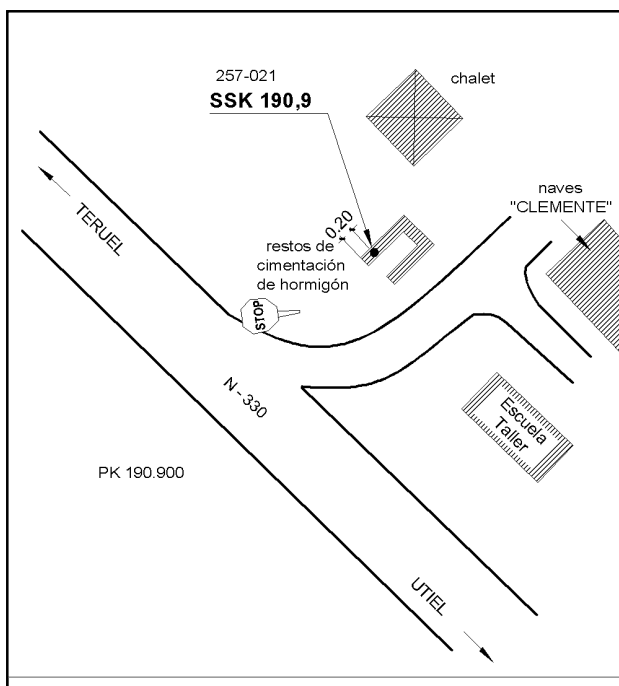 257-021
SSK 190,9
chalet
naves
"CLEMENTE"
TERUEL
0.20
restos de
cimentación
de hormigón
STOP
N - 330
Escuela
Taller
PK 190.900
UTIEL